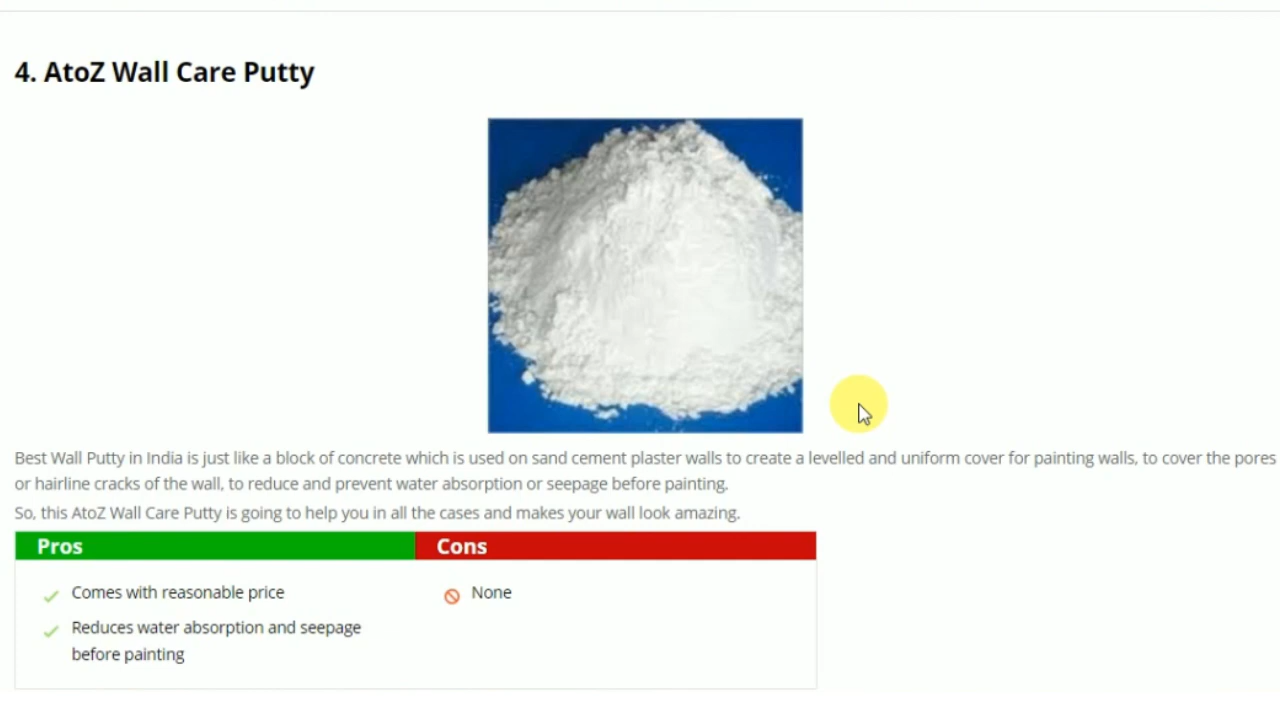 4. AtoZ Wall Care Putty
Best Wall Putty in India is just like a block of concrete which is used on sand cement plaster walls to create a levelled and uniform cover for painting walls, to cover the pores
or hairline cracks of the wall, to reduce and prevent water absorption or seepage before painting.
So, this AtoZ Wall Care Putty is going to help you in all the cases and makes your wall look amazing.
Pros
Comes with reasonable price
Reduces water absorption and seepage
before painting
Cons
None